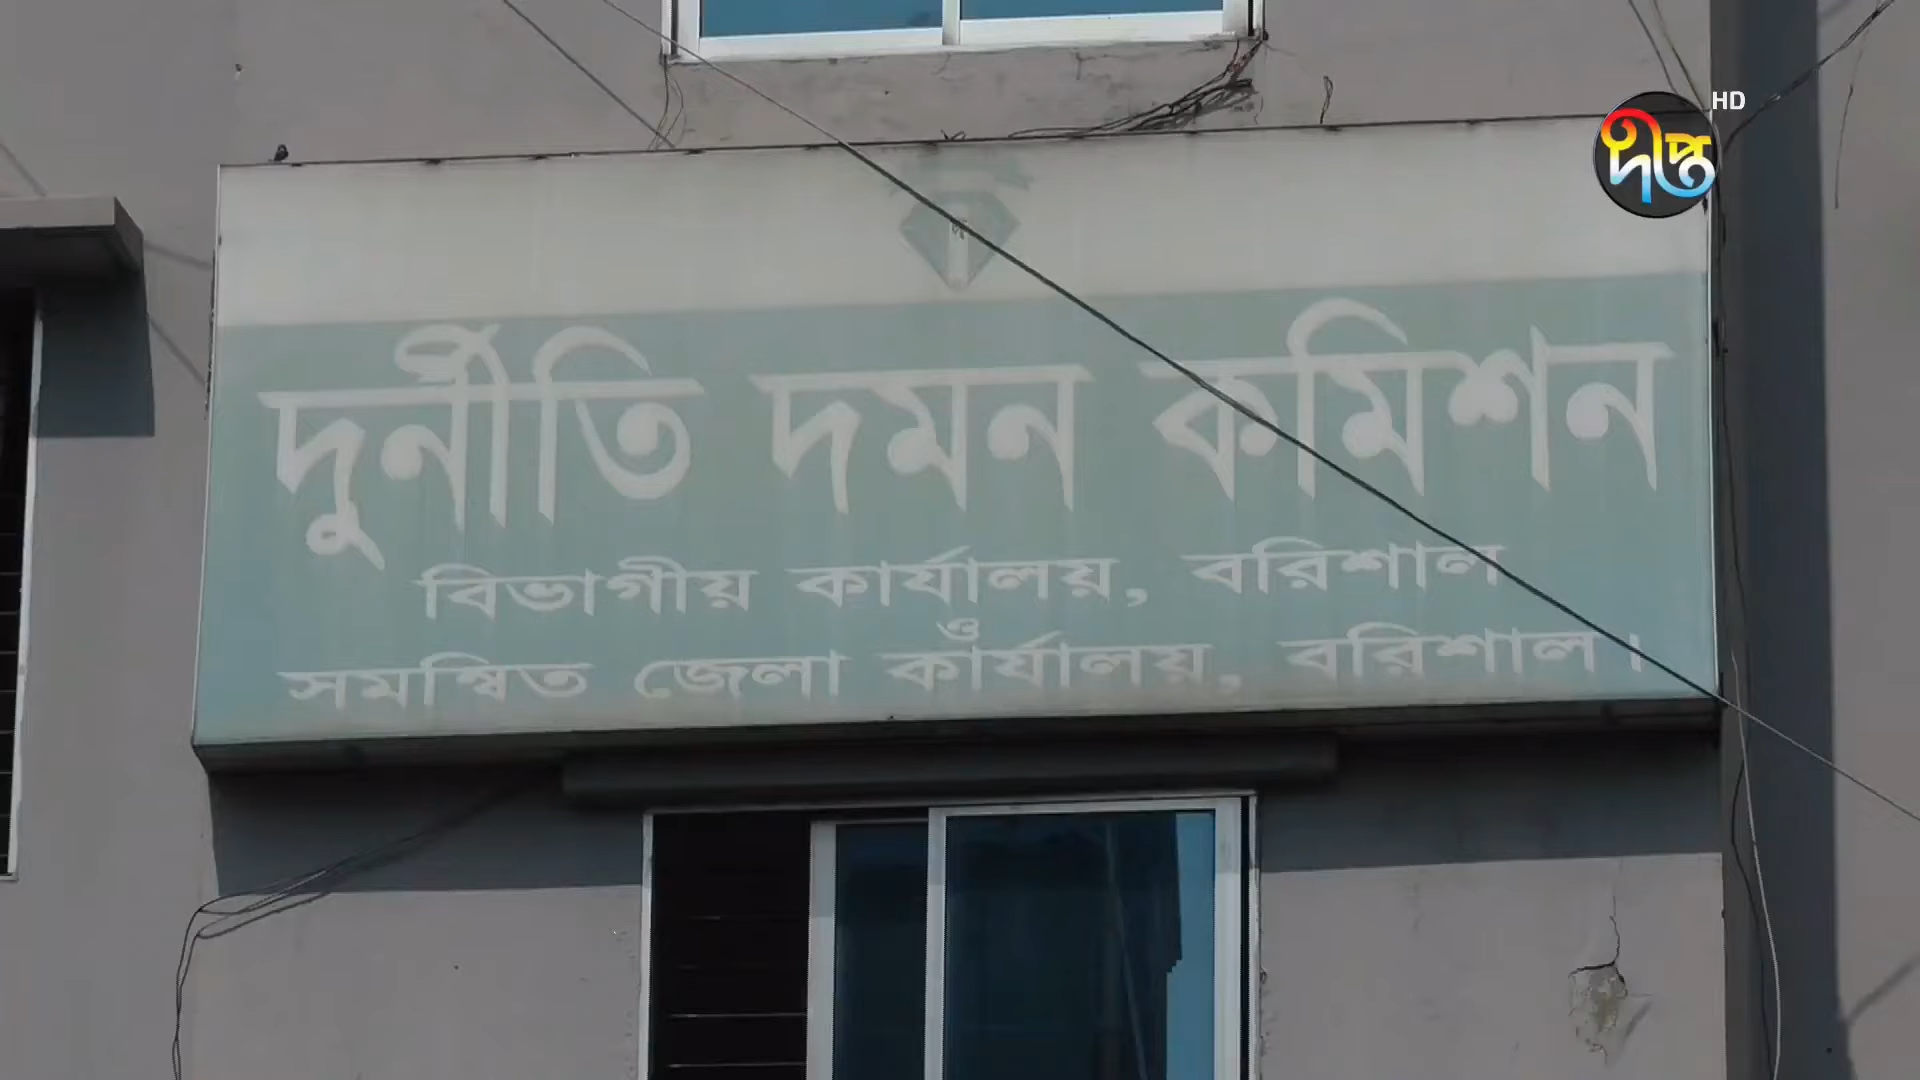 দীপ্ত HD
দুর্নীতি দমন কমিশন
বিভাগীয় কার্যালয়, বরিশাল
ও
সমন্বিত জেলা কার্যালয়, বরিশাল।